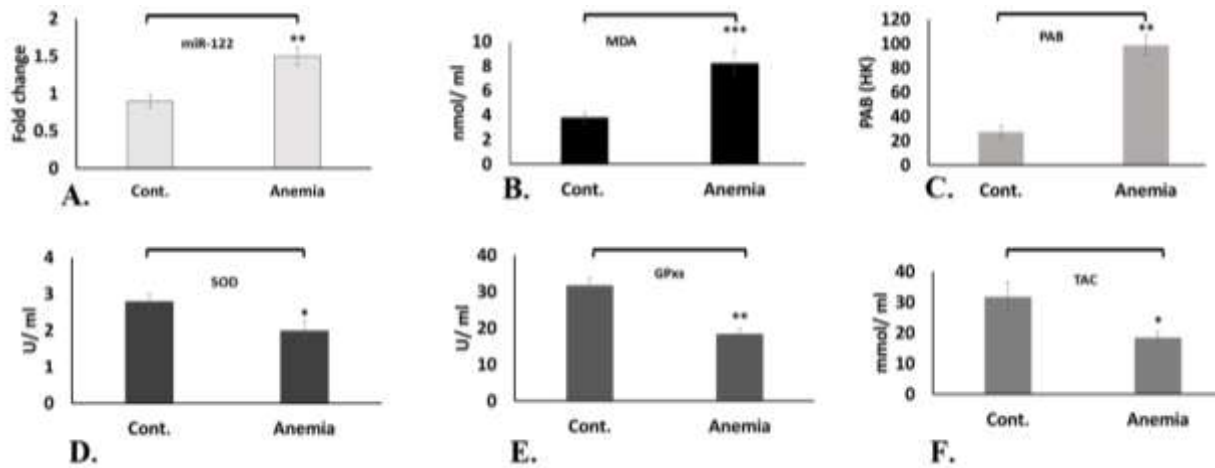 Fold change
2
1.5
1
0.5
0
miR-122
**
Cont.
Anemia
A.
nmol/ ml
10
8
6
4
2
0
MDA
***
Cont.
Anemia
B.
PAB (HK)
120
100
80
60
40
20
0
PAB
**
Cont.
Anemia
C.
U/ ml
4
3
2
1
0
SOD
*
Cont.
Anemia
D.
U/ ml
40
30
20
10
0
GPxs
**
Cont.
Anemia
E.
mmol/ ml
40
30
20
10
0
TAC
*
Cont.
Anemia
F.